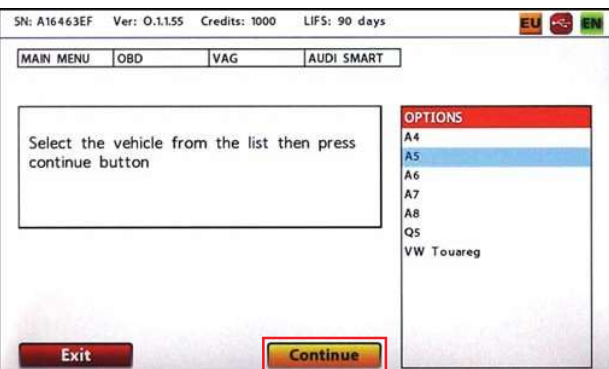 SN: A16463EF Ver: O.1.1.55 Credits: 1000 LIFS: 90 days EU EN
MAIN MENU OBD VAG AUDI SMART
Select the vehicle from the list then press
continue button
OPTIONS
A4
A5
A6
A7
A8
Q5
VW Touareg
Exit Continue